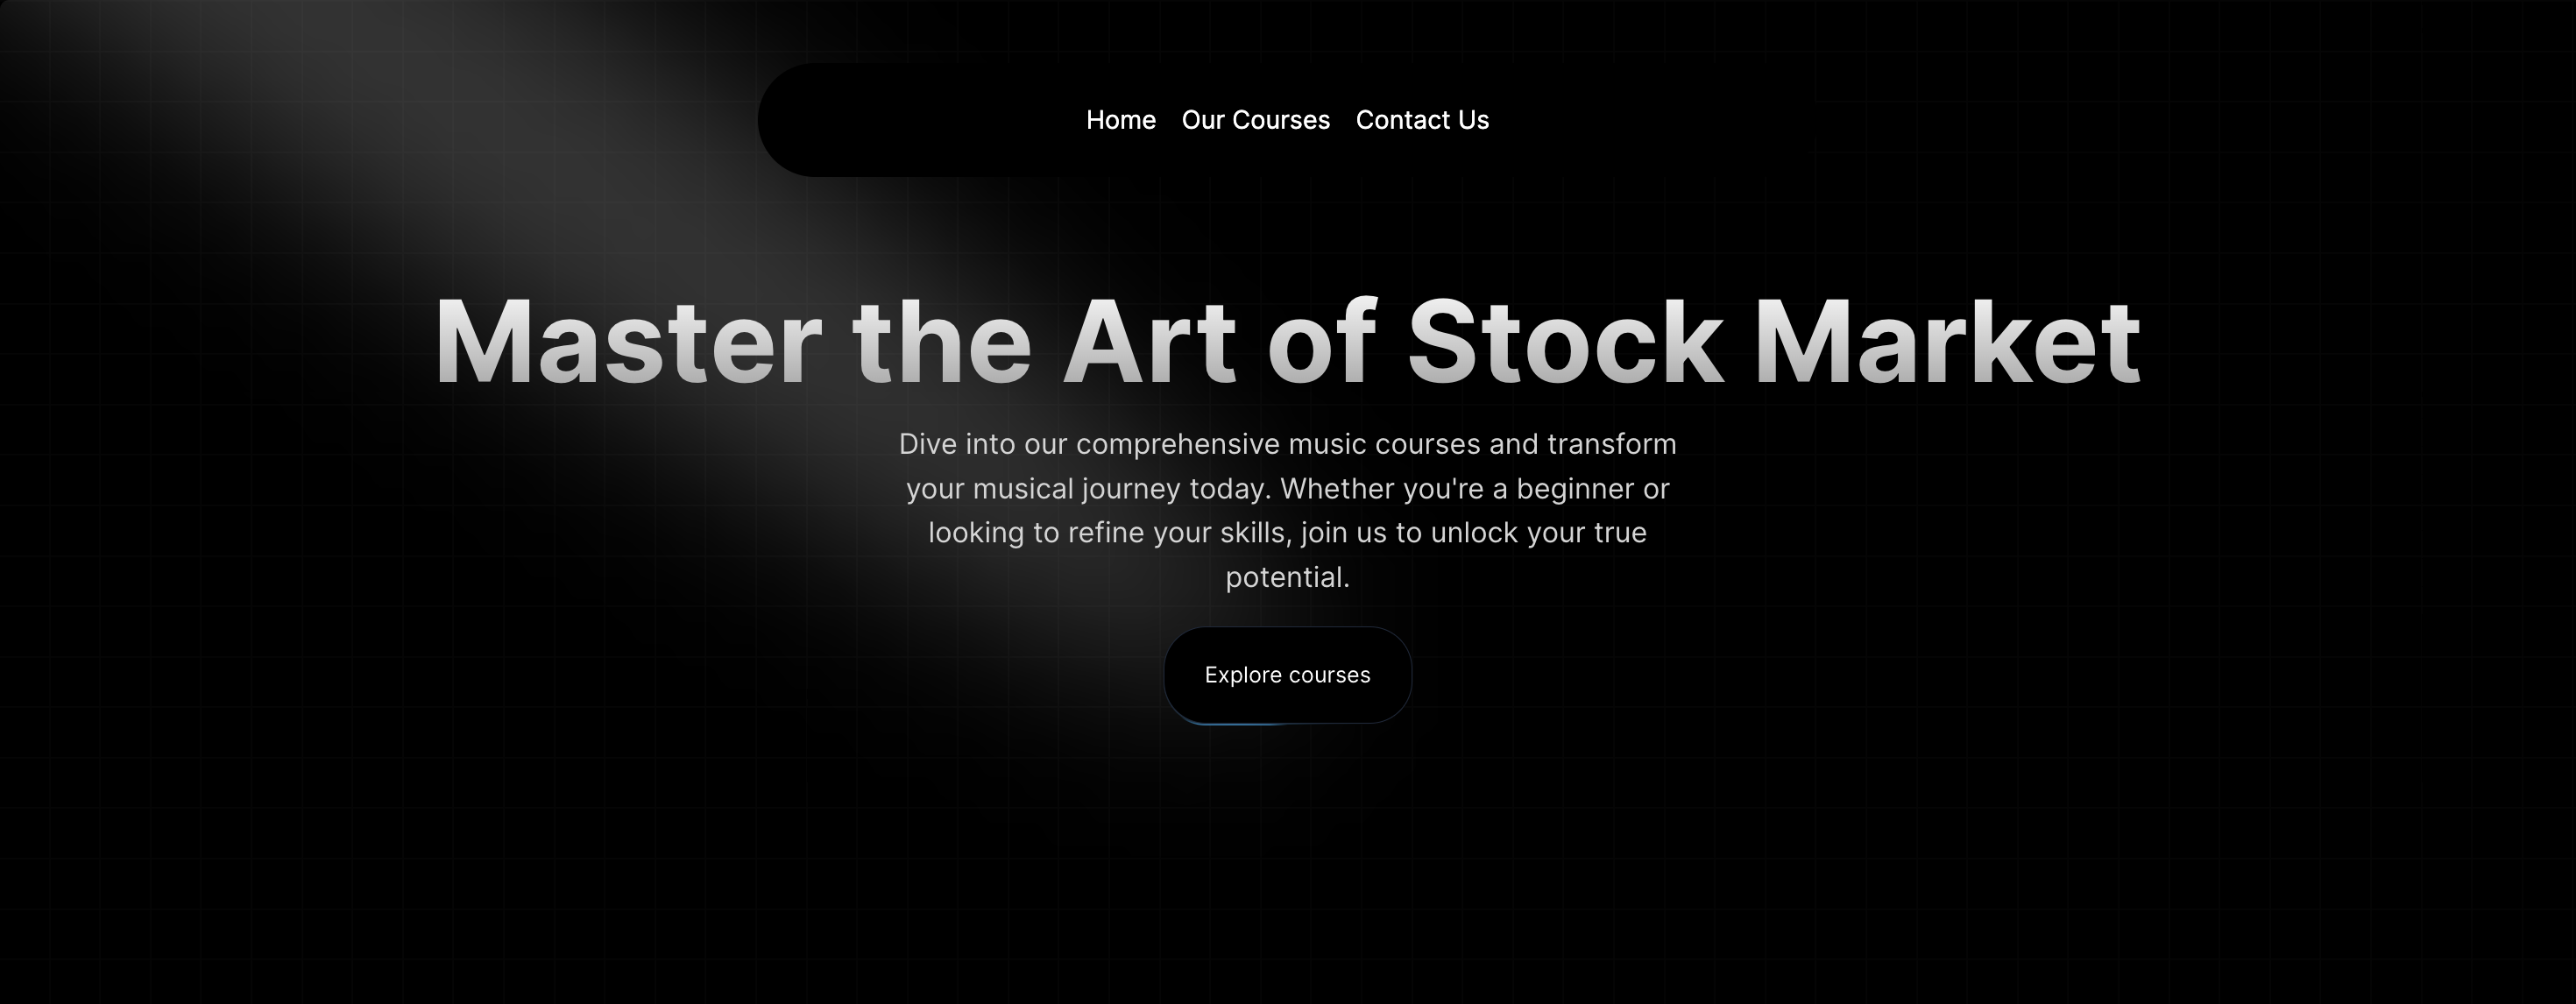 Home Our Courses Contact Us
Master the Art of Stock Market
Dive into our comprehensive music courses and transform
your musical journey today. Whether you're a beginner or
looking to refine your skills, join us to unlock your true
potential.
Explore courses